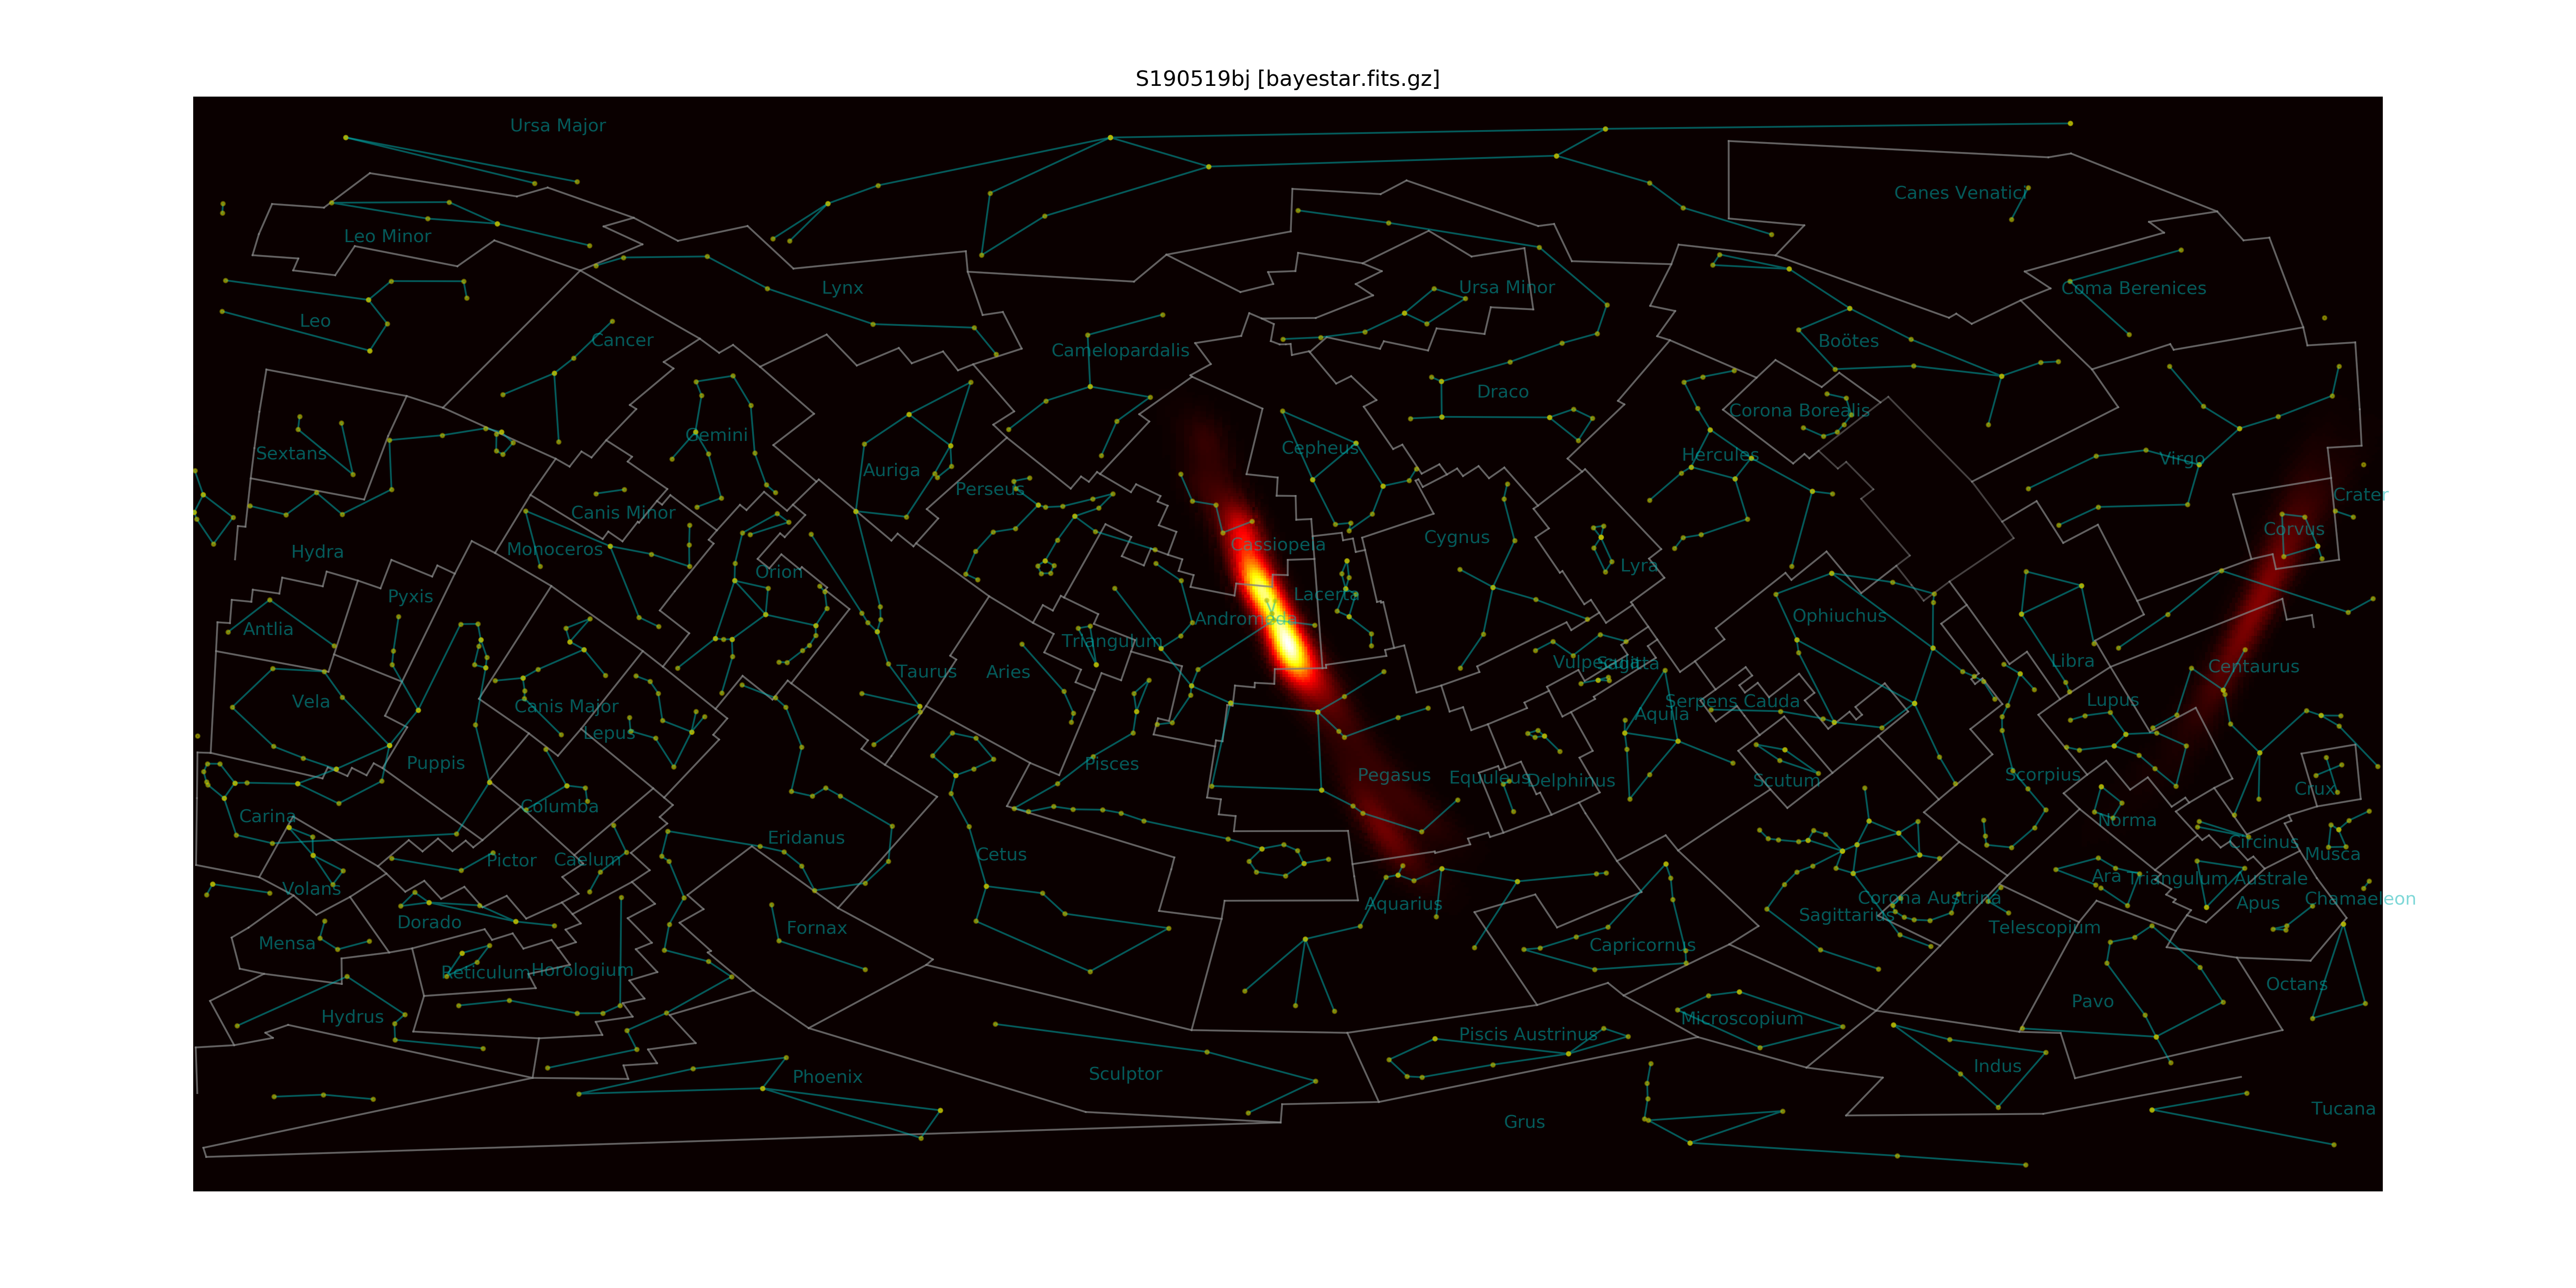 S190519bj [bayestar.fits.gz]
Ursa Major
Canes Venatici
Leo Minor
Lynx
Ursa Minor
Coma Berenices
Leo
Cancer
Camelopardalis
Boötes
Draco
Corona Borealis
Gemini
Cepheus
Hercules
Sextans
Virgo
Auriga
Perseus
Crater
Canis Minor
Corvus
Cygnus
Cassiopeia
Hydra
Monoceros
Orion
Lyra
Pyxis
Lacerta
Andromeda
Ophiuchus
Antlia
Triangulum
Vulpecula
Sagitta
Libra
Centaurus
Taurus
Aries
Vela
Canis Major
Serpens Cauda
Lupus
Aquila
Lepus
Puppis
Pisces
Pegasus
Equuleus
Delphinus
Scutum
Scorpius
Crux
Columba
Carina
Norma
Eridanus
Circinus
Cetus
Musca
Pictor
Caelum
Ara
Triangulum Australe
Volans
Corona Austrina
Chamaeleon
Aquarius
Apus
Sagittarius
Dorado
Fornax
Telescopium
Mensa
Capricornus
Reticulum
Horologium
Octans
Pavo
Hydrus
Microscopium
Piscis Austrinus
Indus
Phoenix
Sculptor
Tucana
Grus